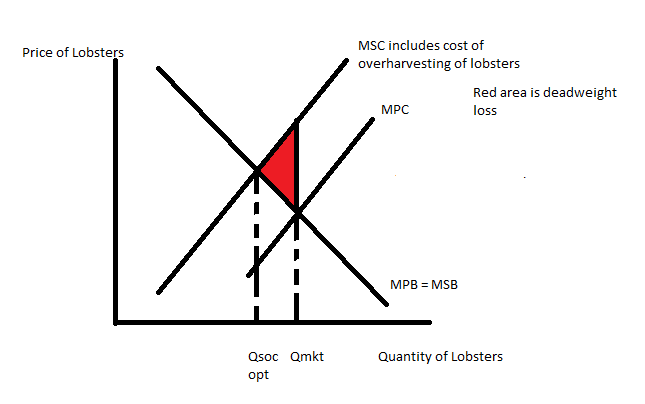 Price of Lobsters
MSC includes cost of
overharvesting of lobsters
Red area is deadweight
loss
MPC
MPB = MSB
Qsoc
opt
Qmkt
Quantity of Lobsters